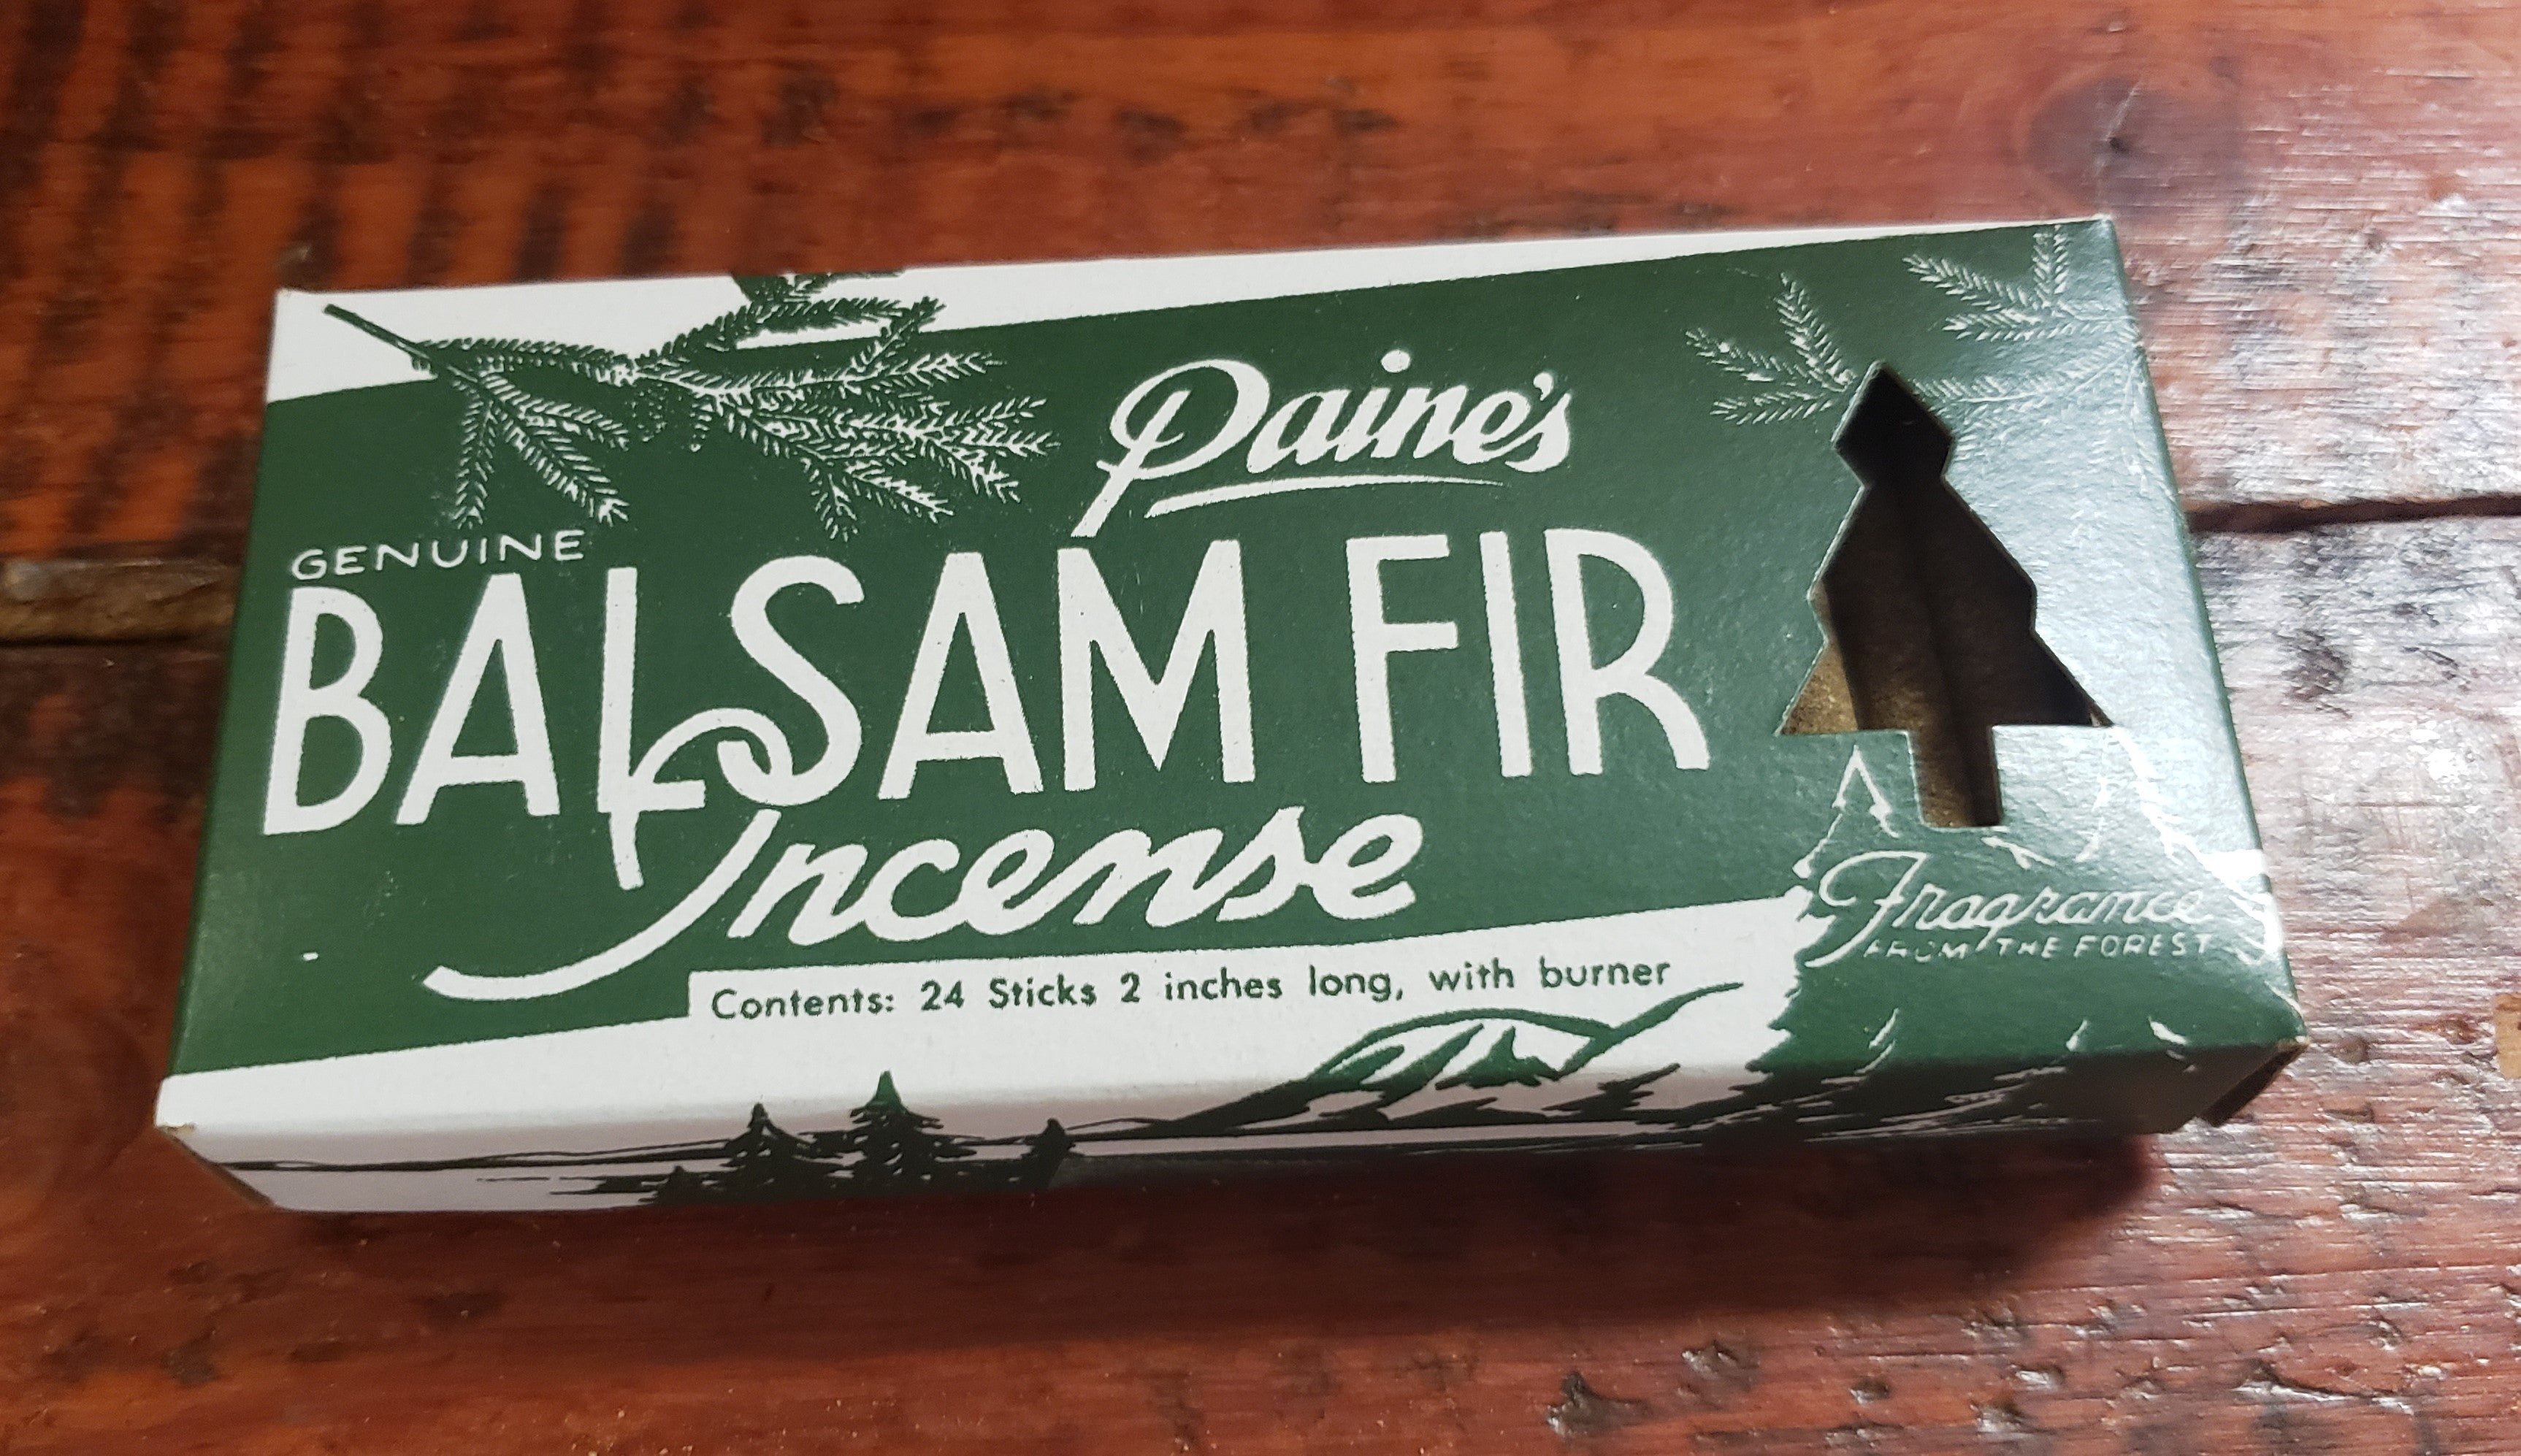 Paine's
GENUINE
BALSAM FIR
Incense
Contents: 24 Sticks 2 inches long, with burner
Fragrance
FROM THE FOREST